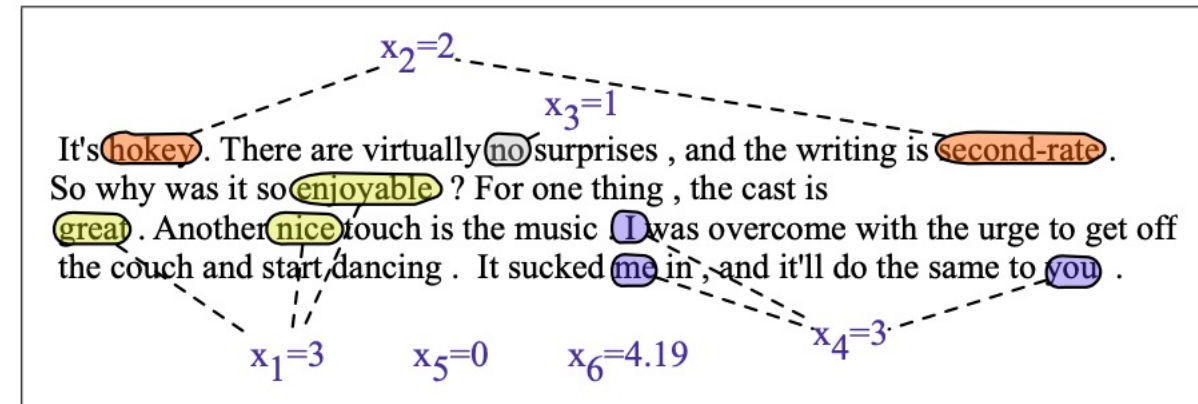 x2=2
x3=1
It's hokey . There are virtually no surprises , and the writing is second-rate .
So why was it so enjoyable ? For one thing , the cast is
great . Another nice touch is the music . I was overcome with the urge to get off
the couch and start dancing . It sucked me in , and it'll do the same to you .
x4=3
x1=3 x5=0 x6=4.19